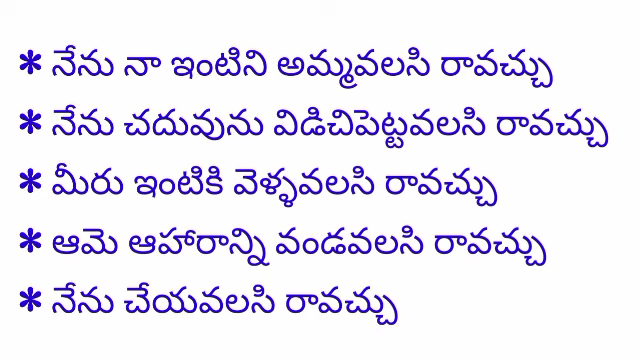 * నేను నా ఇంటిని అమ్మవలసి రావచ్చు
* నేను చదువును విడిచిపెట్టవలసి రావచ్చు
* మీరు ఇంటికి వెళ్ళవలసి రావచ్చు
* ఆమె ఆహారాన్ని వండవలసి రావచ్చు
* నేను చేయవలసి రావచ్చు